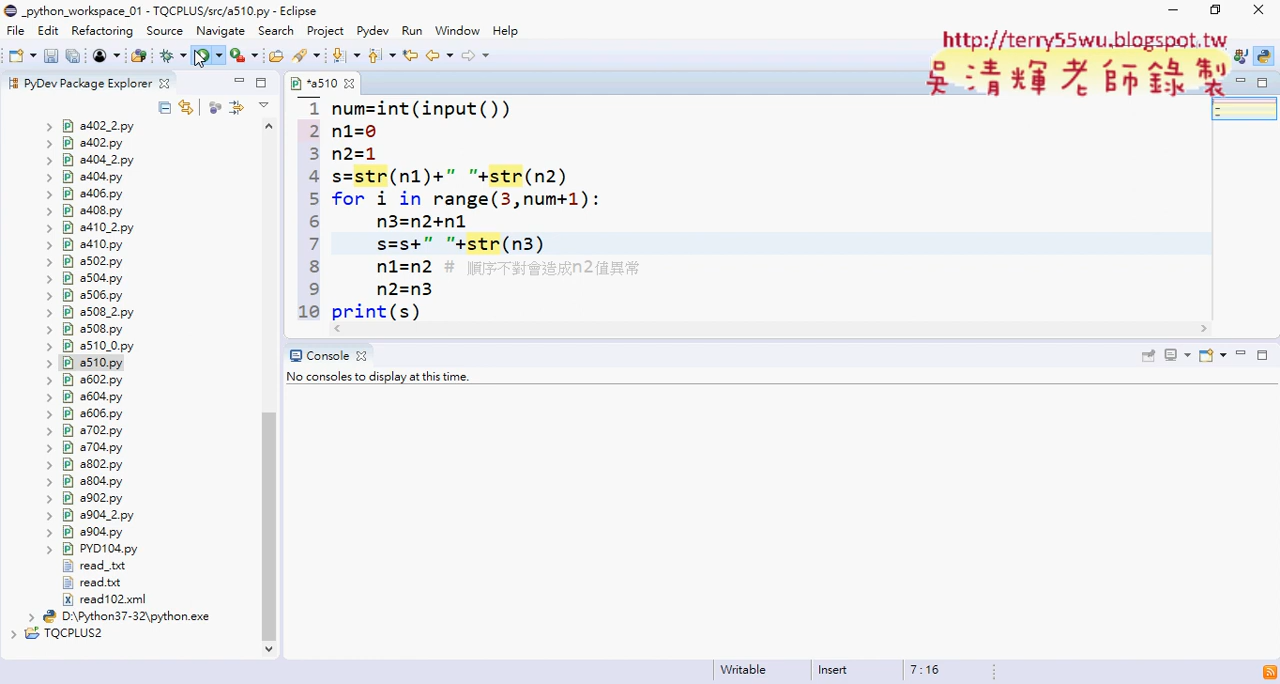 _python_workspace_01 - TQCPLUS/src/a510.py - Eclipse
File Edit Refactoring Source Navigate Search Project Pydev Run Window Help
http://terry55wu.blogspot.tw
吳清輝老師錄製
PyDev Package Explorer
a402_2.py
a402.py
a404_2.py
a404.py
a406.py
a408.py
a410_2.py
a410.py
a502.py
a504.py
a506.py
a508_2.py
a508.py
a510_0.py
a510.py
a602.py
a604.py
a606.py
a702.py
a704.py
a802.py
a804.py
a902.py
a904_2.py
a904.py
PYD104.py
read_.txt
read.txt
read102.xml
D:\Python37-32\python.exe
TQCPLUS2
*a510
1 num=int(input())
2 n1=0
3 n2=1
4 s=str(n1)+" "+str(n2)
5 for i in range(3,num+1):
6 n3=n2+n1
7 s=s+" "+str(n3)
8 n1=n2 # 順序不對會造成n2值異常
9 n2=n3
10 print(s)
Console
No consoles to display at this time.
Writable Insert 7 : 16